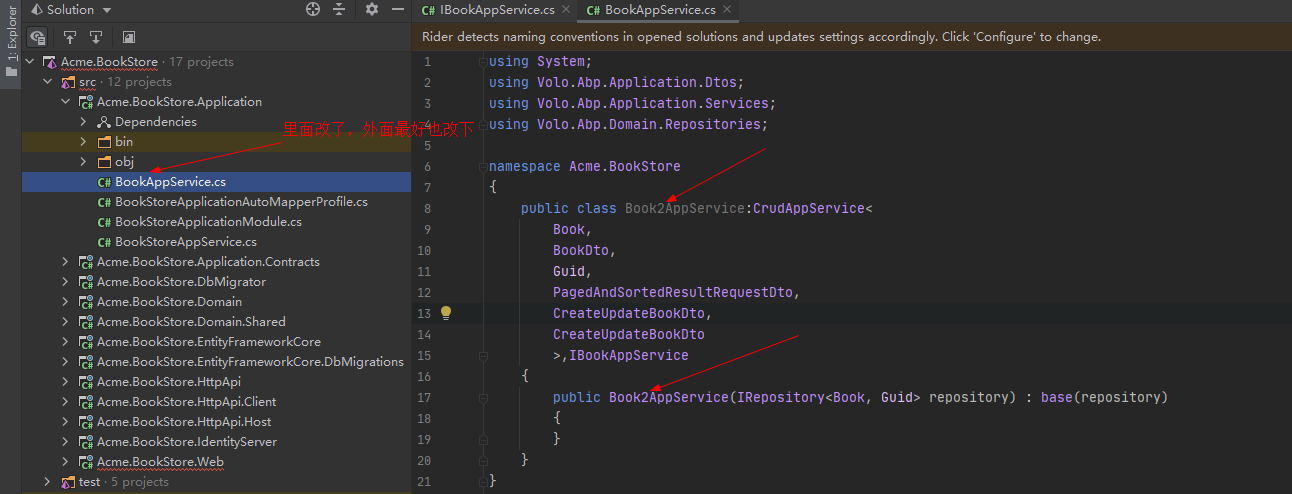 1: Explorer
Solution
Acme.BookStore · 17 projects
src · 12 projects
Acme.BookStore.Application
Dependencies
bin
obj
BookAppService.cs
BookStoreApplicationAutoMapperProfile.cs
BookStoreApplicationModule.cs
BookStoreAppService.cs
Acme.BookStore.Application.Contracts
Acme.BookStore.DbMigrator
Acme.BookStore.Domain
Acme.BookStore.Domain.Shared
Acme.BookStore.EntityFrameworkCore
Acme.BookStore.EntityFrameworkCore.DbMigrations
Acme.BookStore.HttpApi
Acme.BookStore.HttpApi.Client
Acme.BookStore.HttpApi.Host
Acme.BookStore.IdentityServer
Acme.BookStore.Web
test · 5 projects
里面改了，外面最好也改下
C# IBookAppService.cs
C# BookAppService.cs
Rider detects naming conventions in opened solutions and updates settings accordingly. Click 'Configure' to change.
1 using System;
2 using Volo.Abp.Application.Dtos;
3 using Volo.Abp.Application.Services;
4 using Volo.Abp.Domain.Repositories;
5
6 namespace Acme.BookStore
7 {
8 public class Book2AppService:CrudAppService<
9 Book,
10 BookDto,
11 Guid,
12 PagedAndSortedResultRequestDto,
13 CreateUpdateBookDto,
14 CreateUpdateBookDto
15 >,IBookAppService
16 {
17 public Book2AppService(IRepository<Book, Guid> repository) : base(repository)
18 {
19 }
20 }
21 }